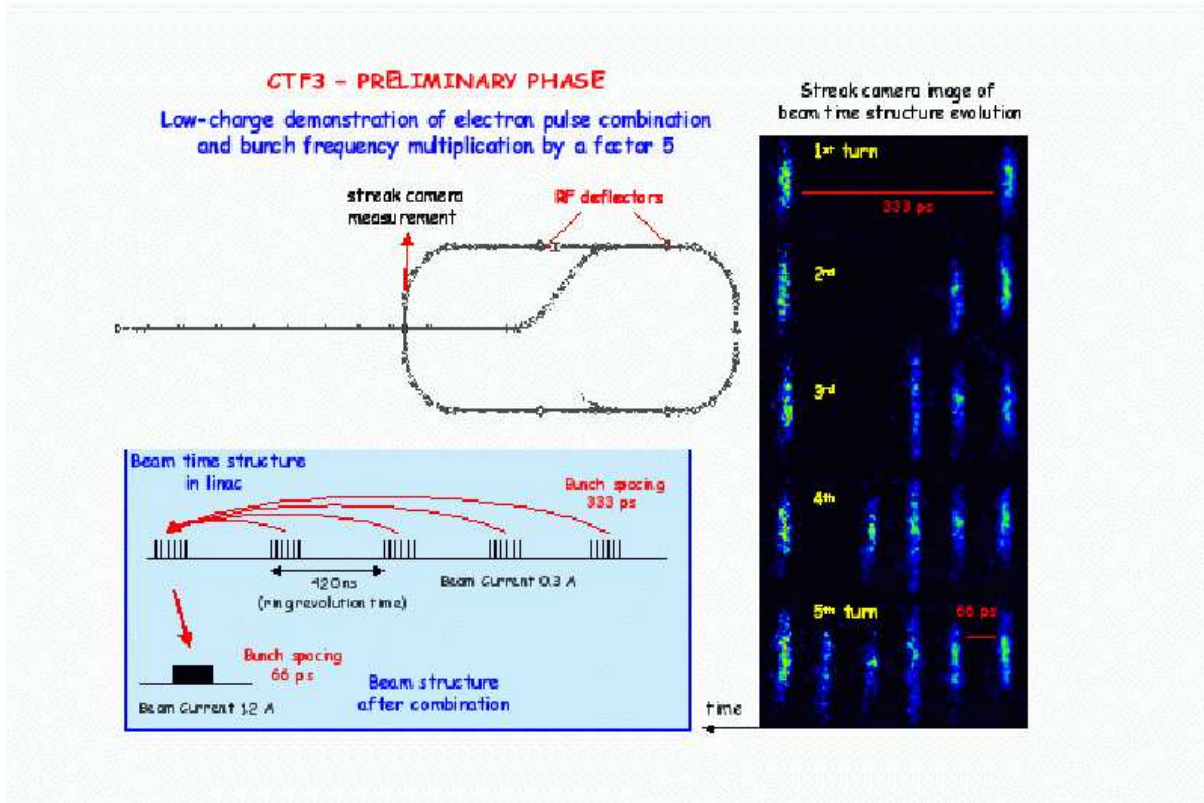 CTF3 - PRELIMINARY PHASE
Low-charge demonstration of electron pulse combination
and bunch frequency multiplication by a factor 5
streak camera
measurement
RF deflectors
Streak camera image of
beam time structure evolution
1st turn
333 ps
2nd
3rd
4th
5th turn
66 ps
time
Beam time structure
in linac
Bunch spacing
333 ps
420 ns
(ring revolution time)
Beam Current 0.3 A
Bunch spacing
66 ps
Beam structure
after combination
Beam Current 1.2 A